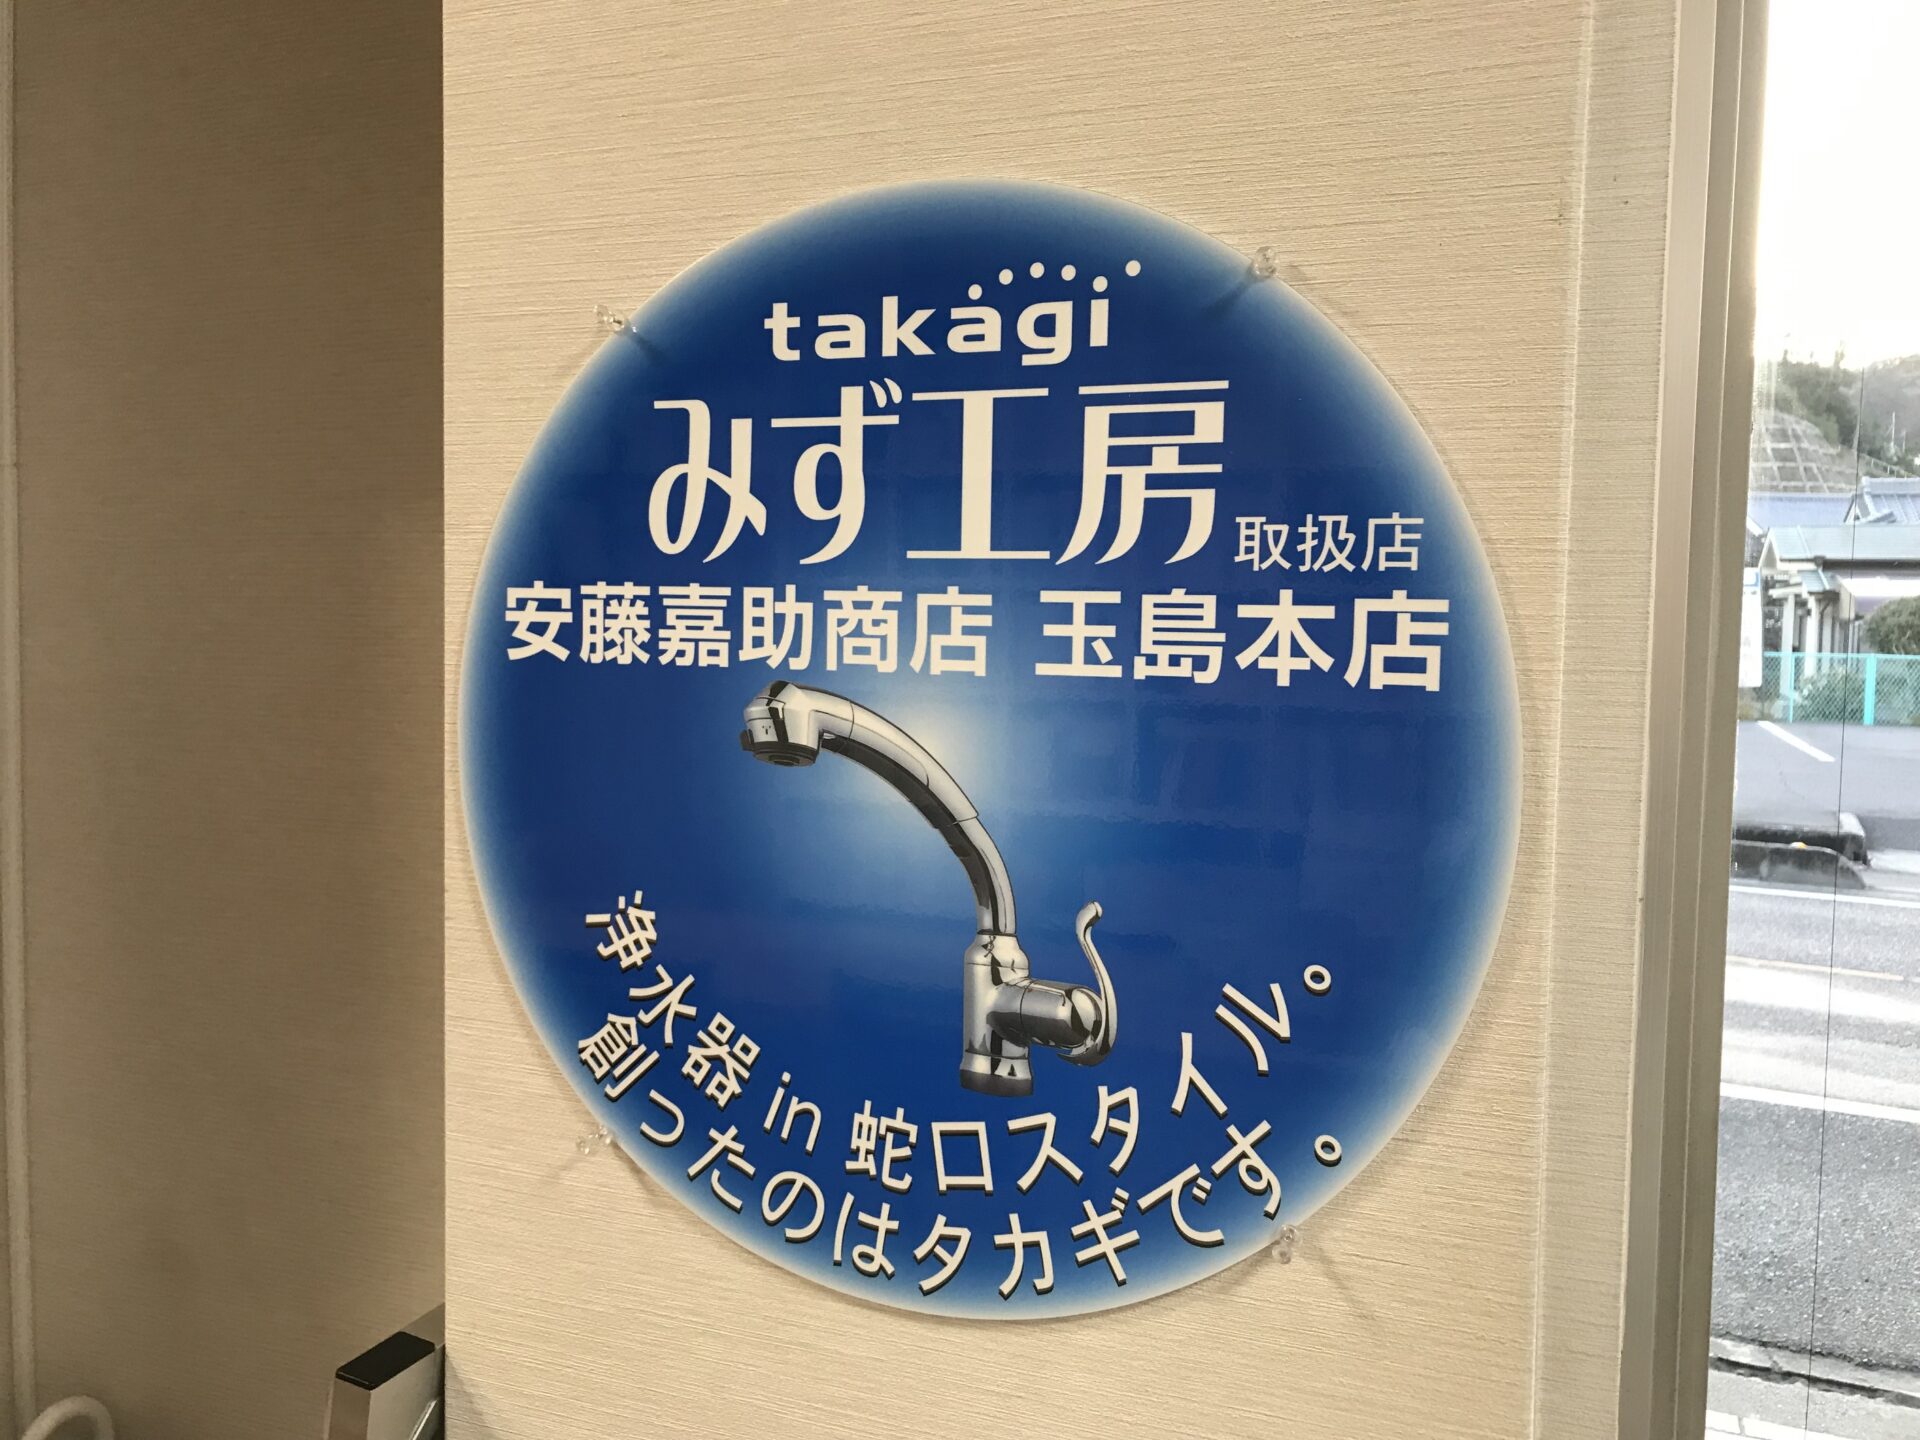 takagi
みず工房 取扱店
安藤嘉助商店 玉島本店
浄水器 in 蛇口スタイル。
創ったのはタカギです。